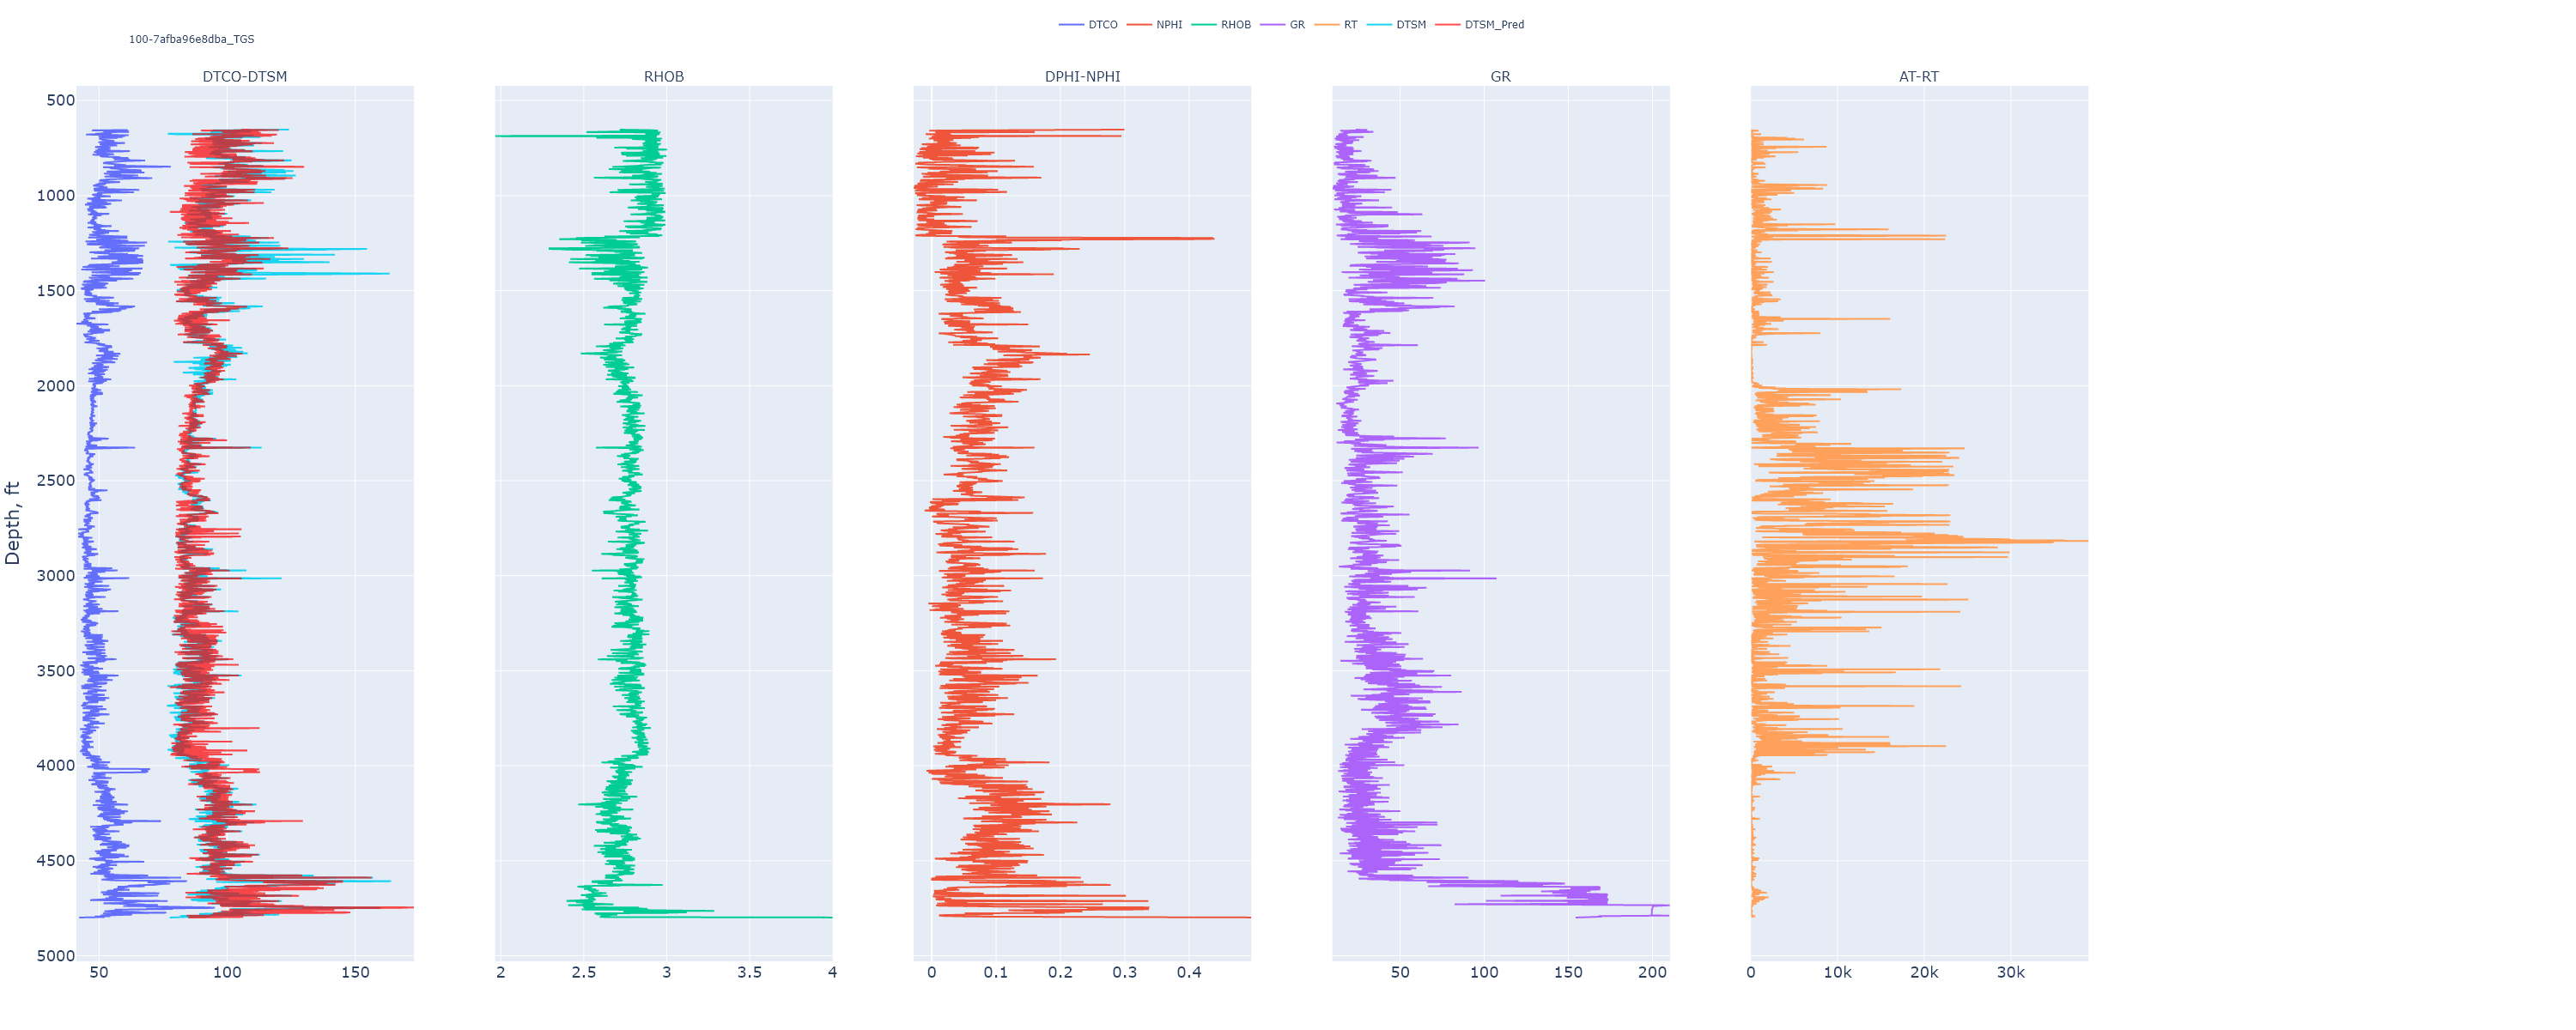 DTCO NPHI RHOB GR RT DTSM DTSM_Pred
100-7afba96e8dba_TGS
DTCO-DTSM RHOB DPHI-NPHI GR AT-RT
Depth, ft
500
1000
1500
2000
2500
3000
3500
4000
4500
5000
50 100 150 2 2.5 3 3.5 4 0 0.1 0.2 0.3 0.4 50 100 150 200 0 10k 20k 30k